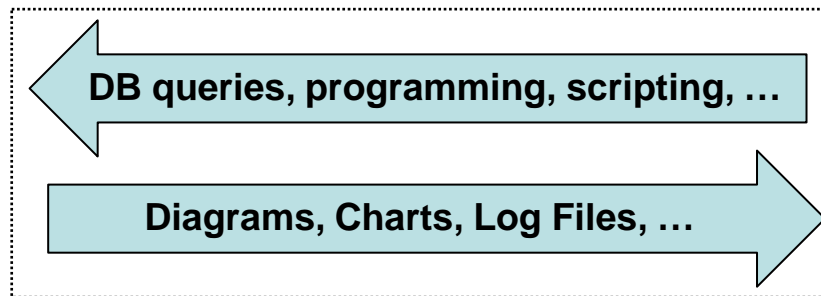 DB queries, programming, scripting, …
Diagrams, Charts, Log Files, …